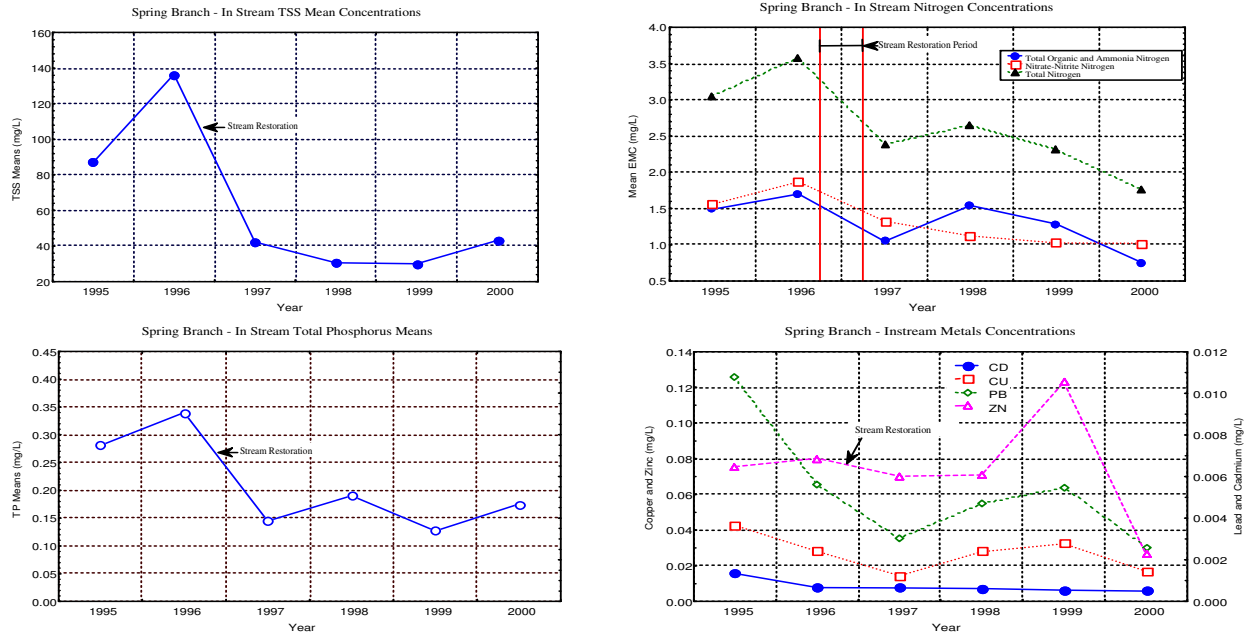 Spring Branch - In Stream TSS Mean Concentrations
160
140
120
100
80
60
40
20
TSS Means (mg/L)
Stream Restoration
1995 1996 1997 1998 1999 2000
Year
Spring Branch - In Stream Nitrogen Concentrations
4.0
3.5
3.0
2.5
2.0
1.5
1.0
0.5
Mean EMC (mg/L)
Stream Restoration Period
Total Organic and Ammonia Nitrogen
Nitrate-Nitrite Nitrogen
Total Nitrogen
1995 1996 1997 1998 1999 2000
Year
Spring Branch - In Stream Total Phosphorus Means
0.45
0.40
0.35
0.30
0.25
0.20
0.15
0.10
0.05
0.00
TP Means (mg/L)
Stream Restoration
1995 1996 1997 1998 1999 2000
Year
Spring Branch - Instream Metals Concentrations
0.14
0.12
0.10
0.08
0.06
0.04
0.02
0.00
Copper and Zinc (mg/L)
CD
CU
PB
ZN
Stream Restoration
0.012
0.010
0.008
0.006
0.004
0.002
0.000
Lead and Cadmium (mg/L)
1995 1996 1997 1998 1999 2000
Year